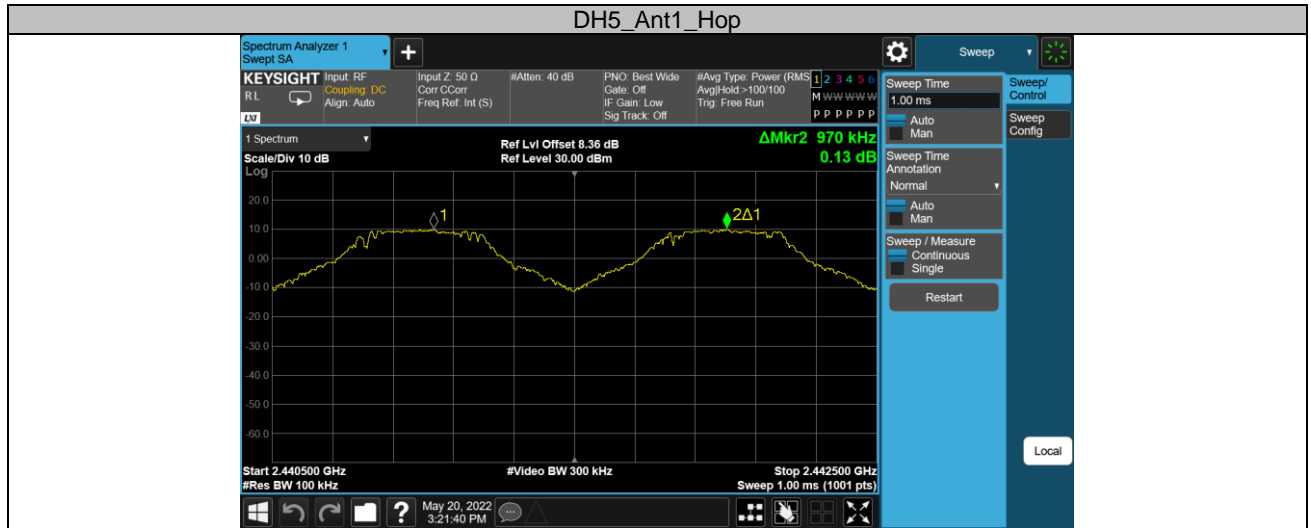 DH5_Ant1_Hop
Spectrum Analyzer 1
Swept SA
+
Sweep
KEYSIGHT
RL
LXI
Input: RF
Coupling: DC
Align: Auto
Input Z: 50 Ω
Corr CCorr
Freq Ref: Int (S)
#Atten: 40 dB
PNO: Best Wide
Gate: Off
IF Gain: Low
Sig Track: Off
#Avg Type: Power (RMS
Avg|Hold:>100/100
Trig: Free Run
1 2 3 4 5 6
M W W W W W
P P P P P P
1 Spectrum
Scale/Div 10 dB
Ref Lvl Offset 8.36 dB
Ref Level 30.00 dBm
ΔMkr2 970 kHz
0.13 dB
Log
20.0
10.0
0.00
-10.0
-20.0
-30.0
-40.0
-50.0
-60.0
1
2Δ1
Start 2.440500 GHz
#Res BW 100 kHz
#Video BW 300 kHz
Stop 2.442500 GHz
Sweep 1.00 ms (1001 pts)
Sweep Time
1.00 ms
Auto
Man
Sweep Time
Annotation
Normal
Auto
Man
Sweep / Measure
Continuous
Single
Restart
Sweep/
Control
Sweep
Config
Local
?
May 20, 2022
3:21:40 PM